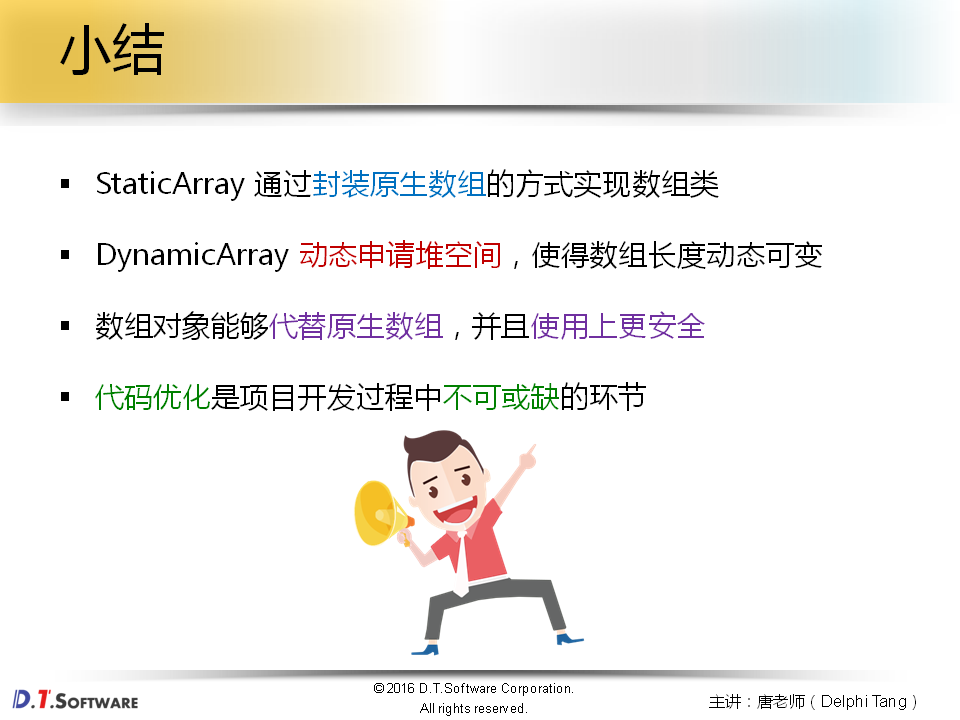 小结
▪ StaticArray 通过封装原生数组的方式实现数组类
▪ DynamicArray 动态申请堆空间，使得数组长度动态可变
▪ 数组对象能够代替原生数组，并且使用上更安全
▪ 代码优化是项目开发过程中不可或缺的环节
D.T.SOFTWARE
©2016 D.T.Software Corporation.
All rights reserved.
主讲：唐老师（Delphi Tang）